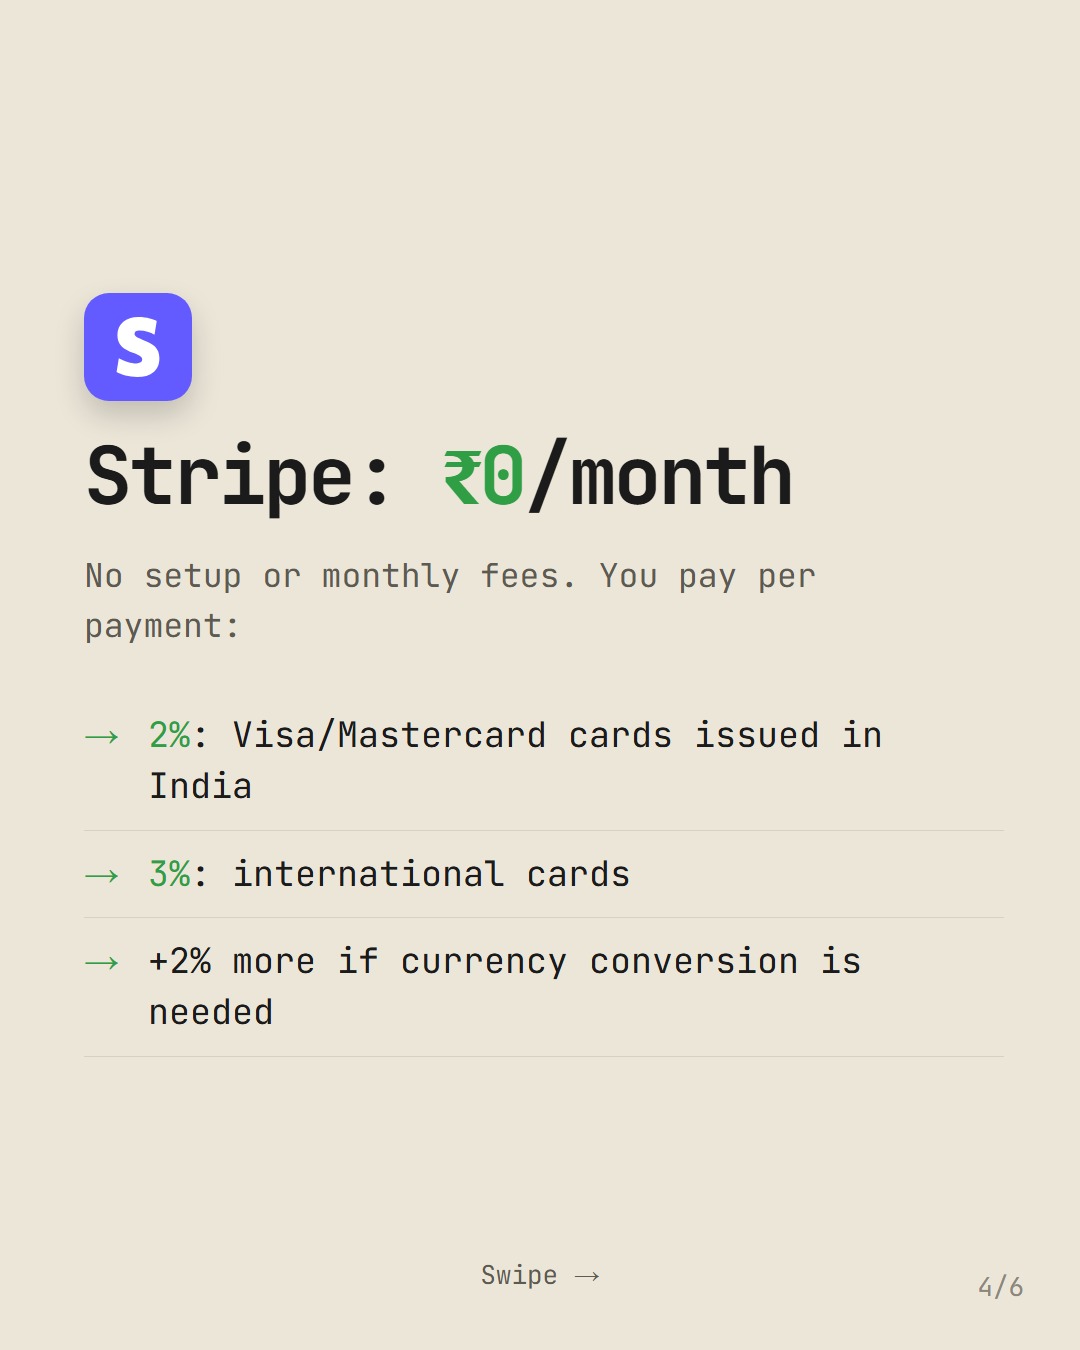 S
Stripe: ₹0/month
No setup or monthly fees. You pay per
payment:
→ 2%: Visa/Mastercard cards issued in
India
→ 3%: international cards
→ +2% more if currency conversion is
needed
Swipe →
4/6